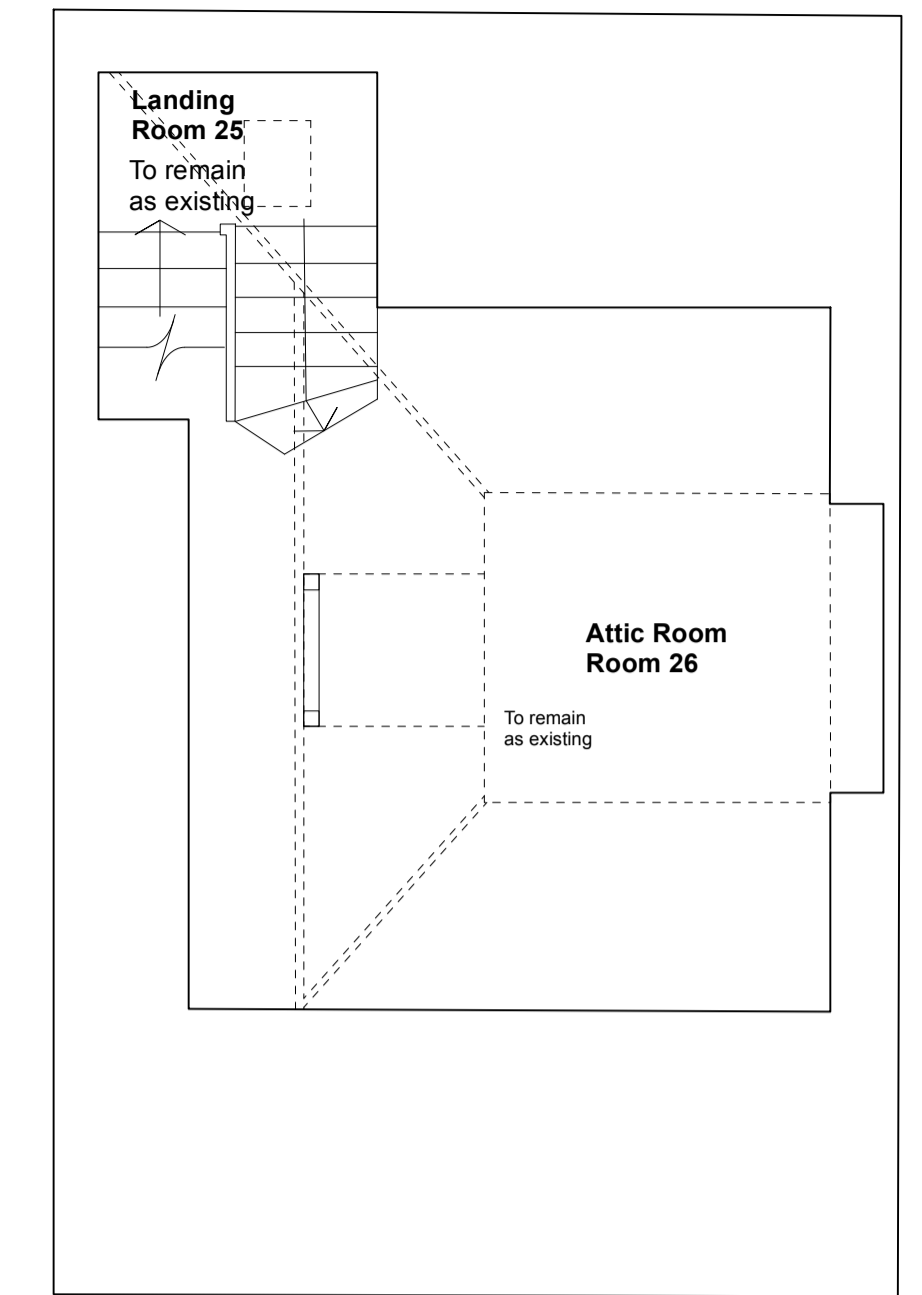 Landing
Room 25
To remain
as existing
Attic Room
Room 26
To remain
as existing